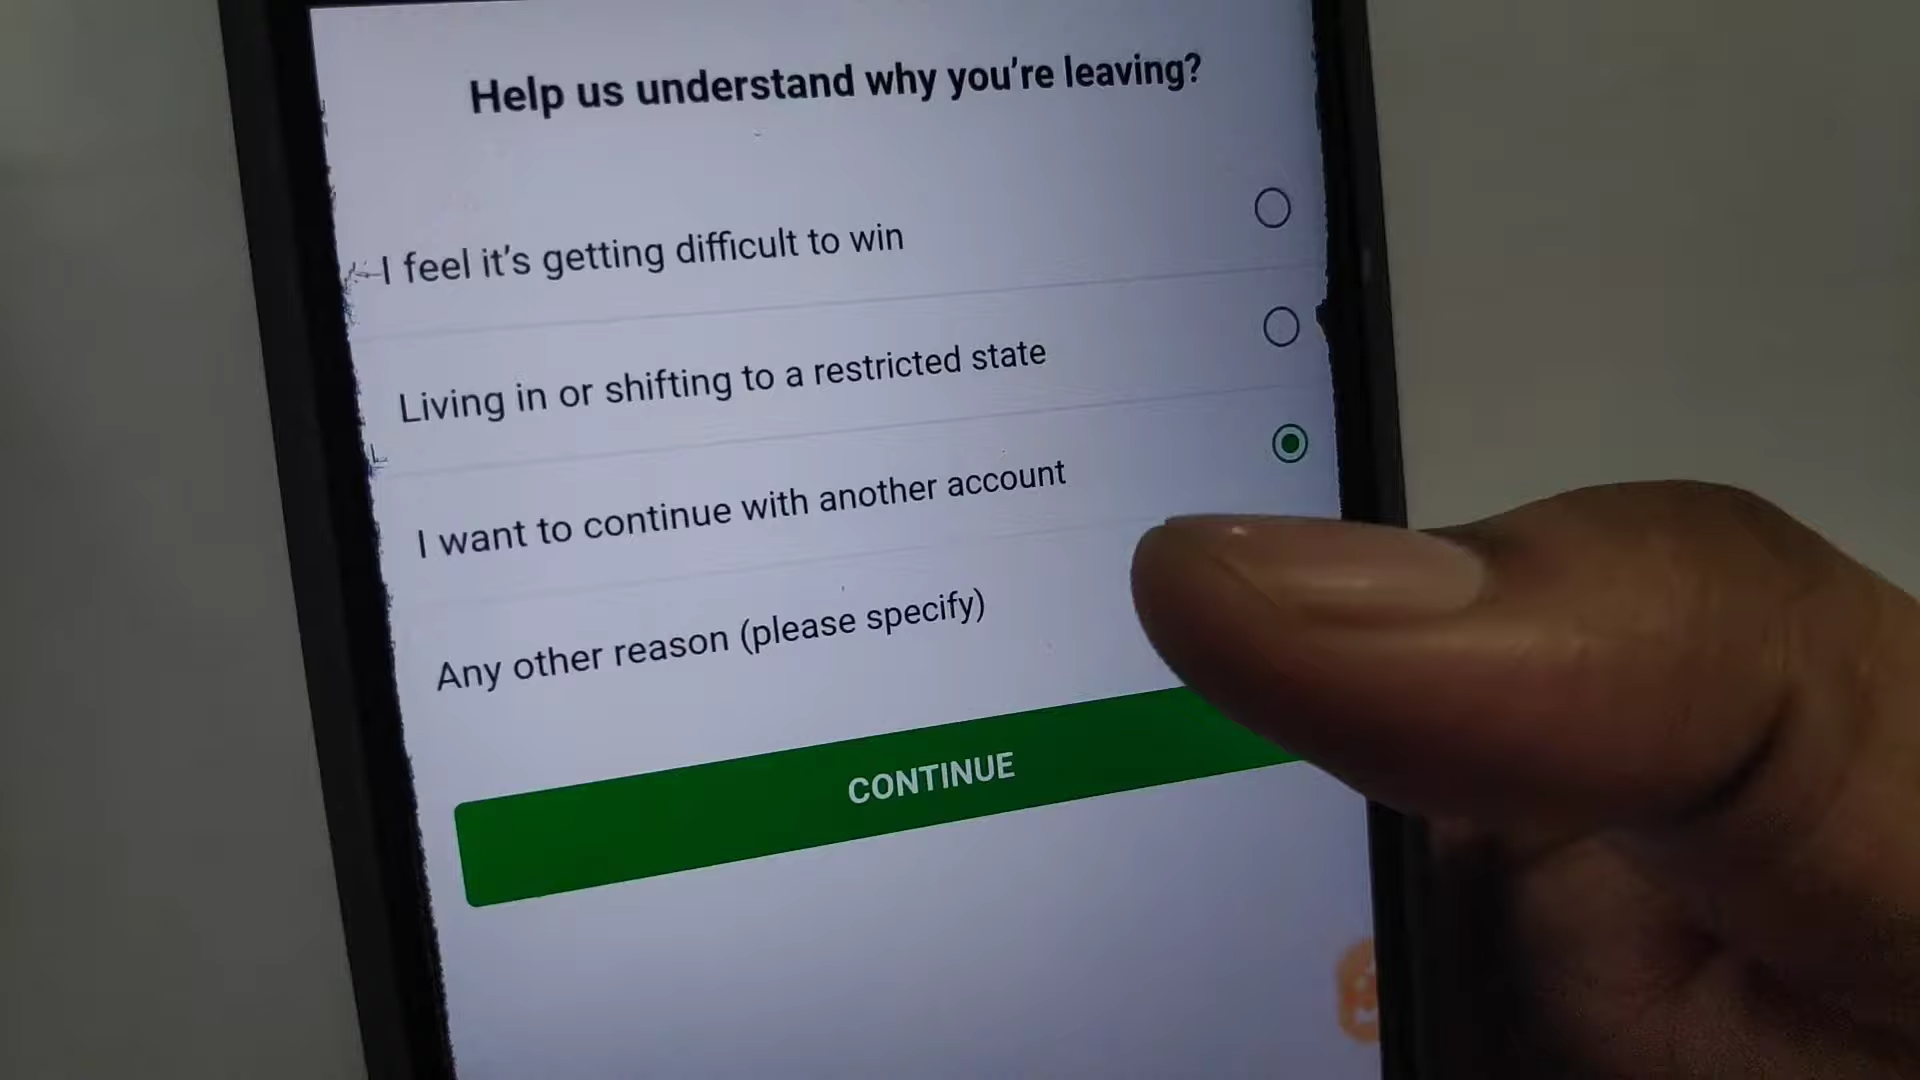 Help us understand why you're leaving?
I feel it's getting difficult to win
Living in or shifting to a restricted state
I want to continue with another account
Any other reason (please specify)
CONTINUE